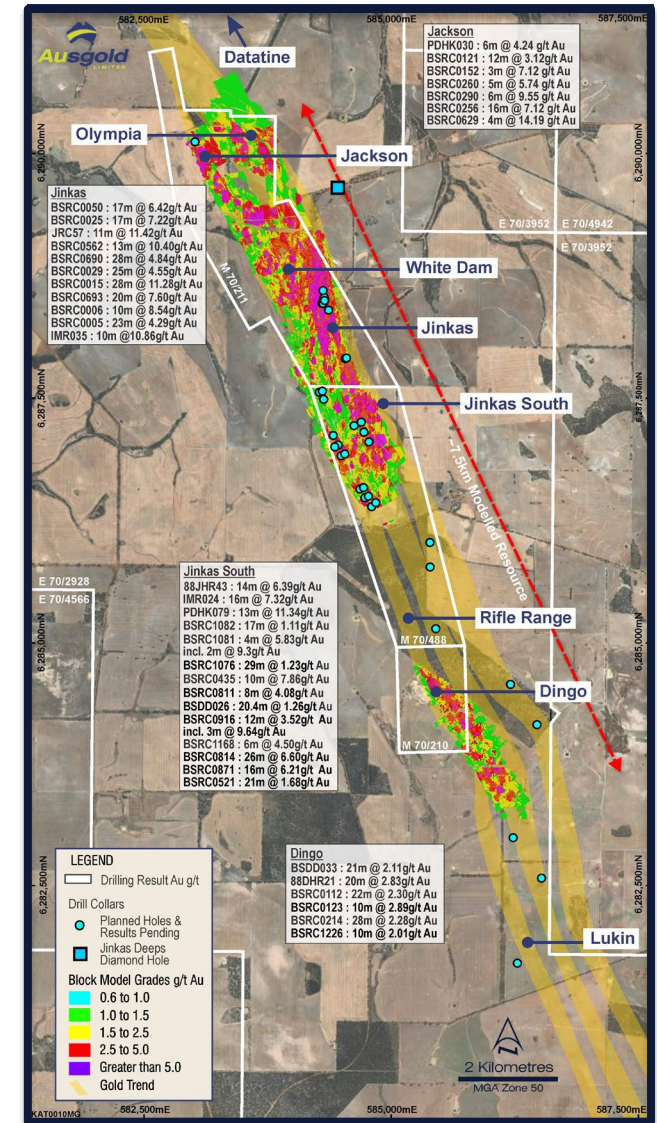 582,500mE
585,000mE
587,500mE
Ausgold
LIMITED
Datatine
Jackson
PDHK030 : 6m @ 4.24 g/t Au
BSRC0121 : 12m @ 3.12g/t Au
BSRC0152 : 3m @ 7.12 g/t Au
BSRC0260 : 5m @ 5.74 g/t Au
BSRC0290 : 6m @ 9.55 g/t Au
BSRC0256 : 16m @ 7.12 g/t Au
BSRC0629 : 4m @ 14.19 g/t Au
Olympia
Jackson
6,290,000mN
6,290,000mN
Jinkas
BSRC0050 : 17m @ 6.42g/t Au
BSRC0025 : 17m @ 7.22g/t Au
JRC57 : 11m @ 11.42g/t Au
BSRC0562 : 13m @ 10.40g/t Au
BSRC0690 : 28m @ 4.84g/t Au
BSRC0029 : 25m @ 4.55g/t Au
BSRC0015 : 28m @ 11.28g/t Au
BSRC0693 : 20m @ 7.60g/t Au
BSRC0006 : 10m @ 8.54g/t Au
BSRC0005 : 23m @ 4.29g/t Au
IMR035 : 10m @10.86g/t Au
E 70/3952
E 70/4942
E 70/3952
M 70/211
White Dam
Jinkas
Jinkas South
6,287,500mN
6,287,500mN
~7.5km Modelled Resource
E 70/2928
E 70/4566
Jinkas South
88JHR43 : 14m @ 6.39g/t Au
IMR024 : 16m @ 7.32g/t Au
PDHK079 : 13m @ 11.34g/t Au
BSRC1082 : 17m @ 1.11g/t Au
BSRC1081 : 4m @ 5.83g/t Au
incl. 2m @ 9.3g/t Au
BSRC1076 : 29m @ 1.23g/t Au
BSRC0435 : 10m @ 7.86g/t Au
BSRC0811 : 8m @ 4.08g/t Au
BSDD026 : 20.4m @ 1.26g/t Au
BSRC0916 : 12m @ 3.52g/t Au
incl. 3m @ 9.64g/t Au
BSRC1168 : 6m @ 4.50g/t Au
BSRC0814 : 26m @ 6.60g/t Au
BSRC0871 : 16m @ 6.21g/t Au
BSRC0521 : 21m @ 1.68g/t Au
Rifle Range
M 70/488
6,285,000mN
6,285,000mN
Dingo
M 70/210
Dingo
BSDD033 : 21m @ 2.11g/t Au
88DHR21 : 20m @ 2.83g/t Au
BSRC0112 : 22m @ 2.30g/t Au
BSRC0123 : 10m @ 2.89g/t Au
BSRC0214 : 28m @ 2.28g/t Au
BSRC1226 : 10m @ 2.01g/t Au
6,282,500mN
6,282,500mN
Lukin
LEGEND
Drilling Result Au g/t
Drill Collars
Planned Holes &
Results Pending
Jinkas Deeps
Diamond Hole
Block Model Grades g/t Au
0.6 to 1.0
1.0 to 1.5
1.5 to 2.5
2.5 to 5.0
Greater than 5.0
Gold Trend
N
2 Kilometres
MGA Zone 50
KAT0010MG
582,500mE
585,000mE
587,500mE